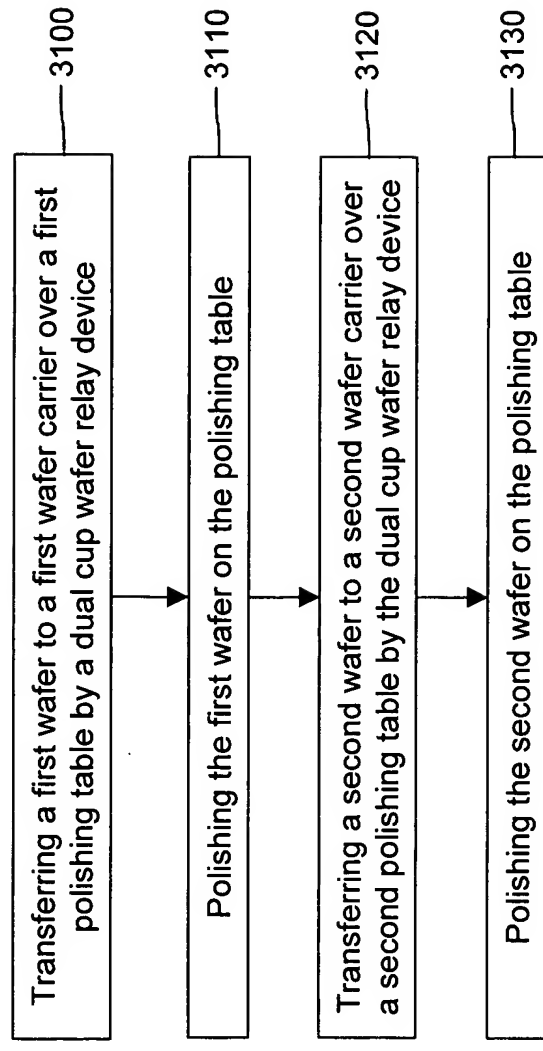 Transferring a first wafer to a first wafer carrier over a first
polishing table by a dual cup wafer relay device
3100
Polishing the first wafer on the polishing table
3110
Transferring a second wafer to a second wafer carrier over
a second polishing table by the dual cup wafer relay device
3120
Polishing the second wafer on the polishing table
3130